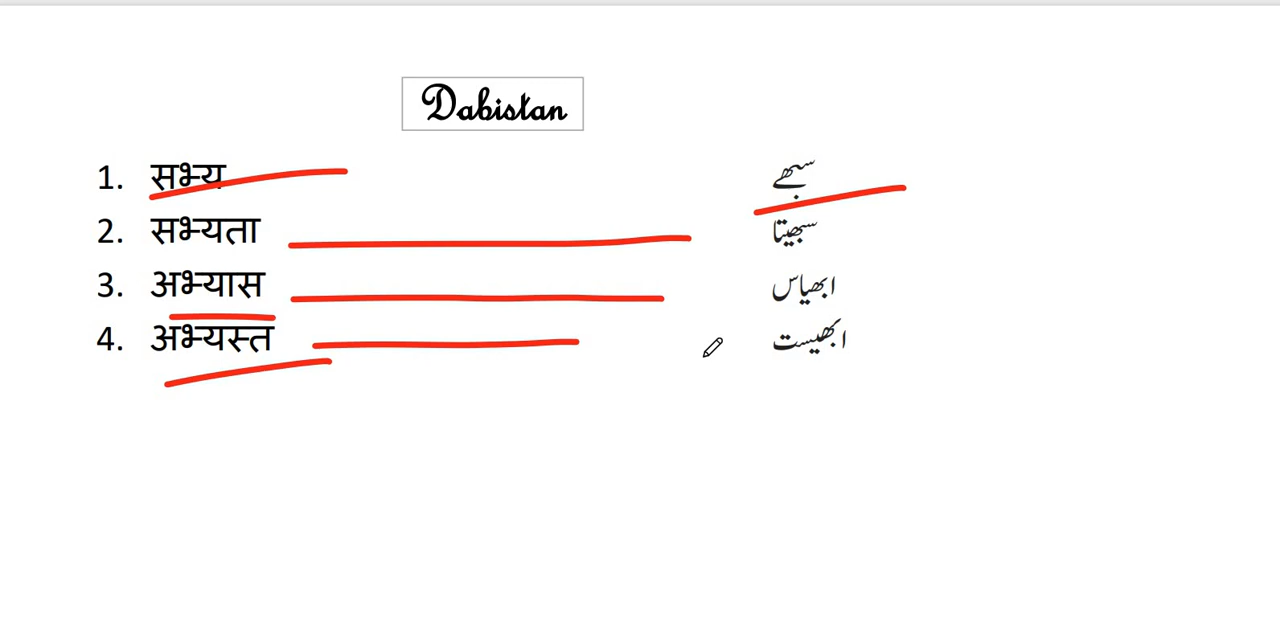 Dabistan
1. सभ्य سبھے
2. सभ्यता سبھیتا
3. अभ्यास ابھیاس
4. अभ्यस्त ابھیست